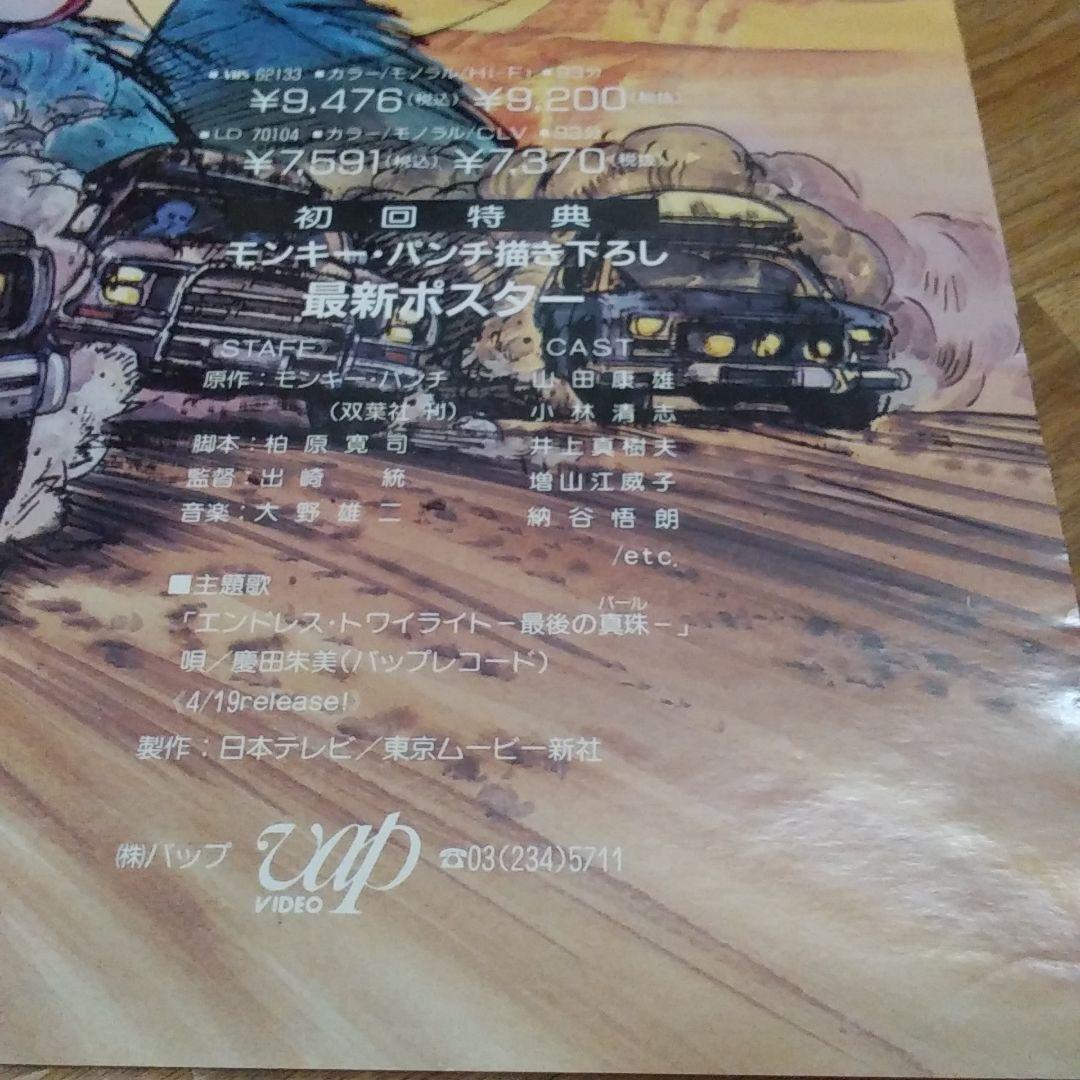 ■VHS 62133 ■カラー/モノラル/Hi-Fi ■93分
¥9,476(税込) ¥9,200(税抜)
■LD 70104 ■カラー/モノラル/CLV ■93分
¥7,591(税込) ¥7,370(税抜)
初回特典
モンキー・パンチ描き下ろし
最新ポスター
STAFF
原作：モンキー・パンチ
(双葉社 刊)
脚本：柏原寛司
監督：出崎 統
音楽：大野雄二
CAST
山田康雄
小林清志
井上真樹夫
増山江威子
納谷悟朗
/etc.
■主題歌
「エンドレス・トワイライト−最後の真珠−」
パール
唄／慶田朱美(バップレコード)
《4/19release!》
製作：日本テレビ／東京ムービー新社
㈱バップ VAP VIDEO ☎03(234)5711